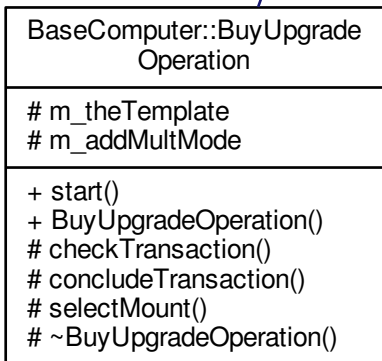 BaseComputer::BuyUpgrade
Operation
# m_theTemplate
# m_addMultMode
+ start()
+ BuyUpgradeOperation()
# checkTransaction()
# concludeTransaction()
# selectMount()
# ~BuyUpgradeOperation()